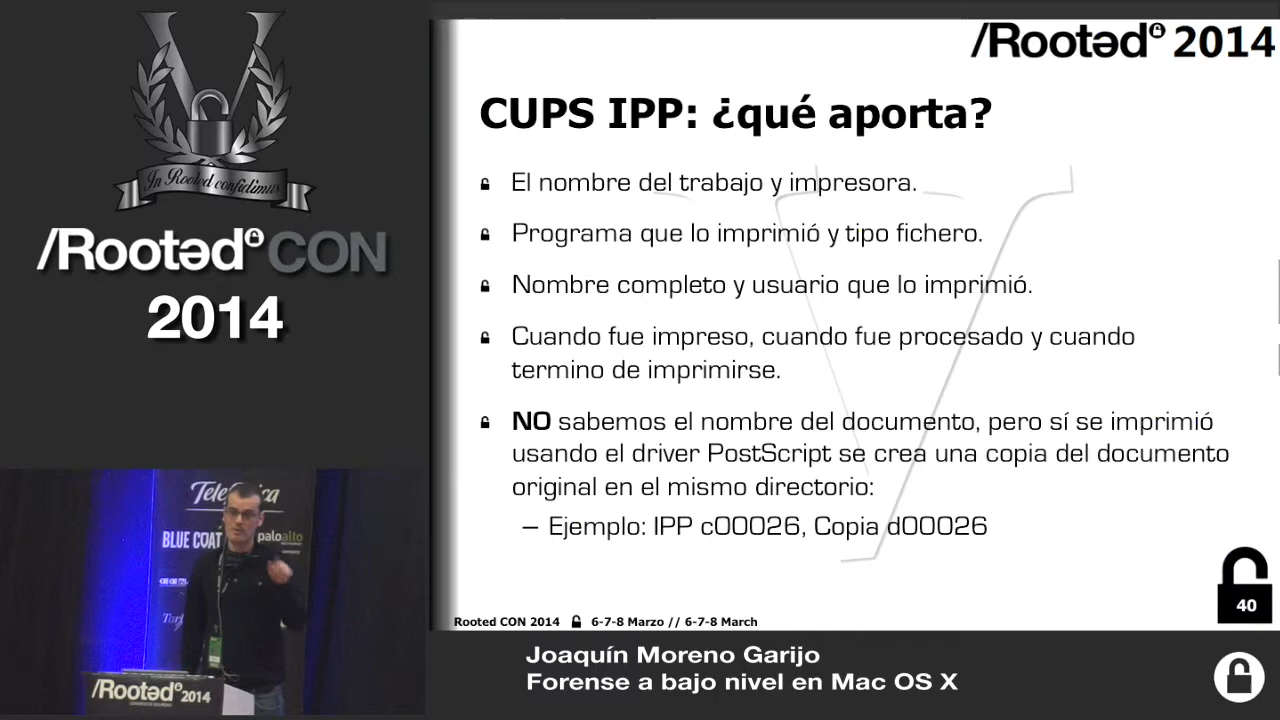 In Rooted confidimus
/Rootəd CON
2014
/Rootəd 2014
CUPS IPP: ¿qué aporta?
El nombre del trabajo y impresora.
Programa que lo imprimió y tipo fichero.
Nombre completo y usuario que lo imprimió.
Cuando fue impreso, cuando fue procesado y cuando
termino de imprimirse.
NO sabemos el nombre del documento, pero sí se imprimió
usando el driver PostScript se crea una copia del documento
original en el mismo directorio:
– Ejemplo: IPP c00026, Copia d00026
40
Rooted CON 2014 6-7-8 Marzo // 6-7-8 March
Telefónica
BLUE COAT
paloalto
/Rootəd 2014
Joaquín Moreno Garijo
Forense a bajo nivel en Mac OS X